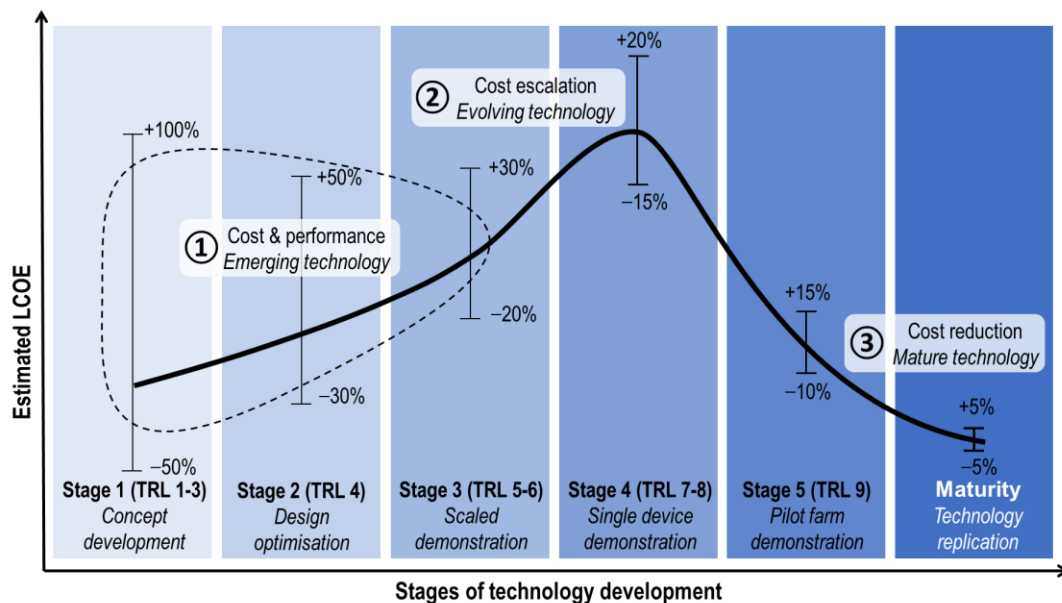 Estimated LCOE
+100%
−50%
+50%
−30%
+30%
−20%
+20%
−15%
+15%
−10%
+5%
−5%
①
Cost & performance
Emerging technology
②
Cost escalation
Evolving technology
③
Cost reduction
Mature technology
Stage 1 (TRL 1-3)
Concept
development
Stage 2 (TRL 4)
Design
optimisation
Stage 3 (TRL 5-6)
Scaled
demonstration
Stage 4 (TRL 7-8)
Single device
demonstration
Stage 5 (TRL 9)
Pilot farm
demonstration
Maturity
Technology
replication
Stages of technology development